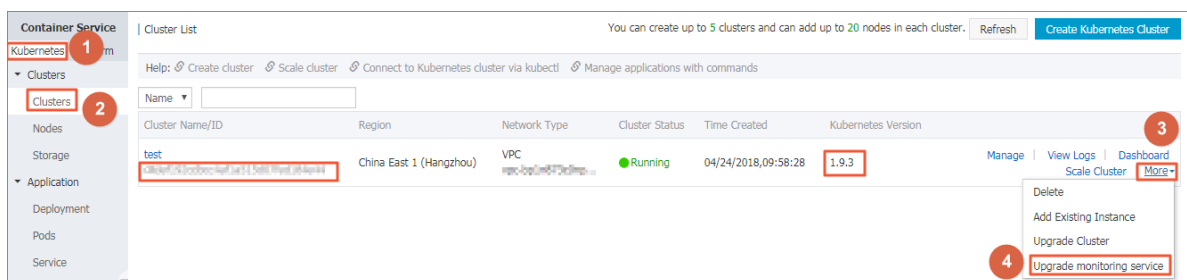 Container Service
Cluster List
You can create up to 5 clusters and can add up to 20 nodes in each cluster.
Refresh
Create Kubernetes Cluster
Kubernetes
1
rm
Help: Create cluster Scale cluster Connect to Kubernetes cluster via kubectl Manage applications with commands
Clusters
Clusters
2
Name
Nodes
Storage
Application
Deployment
Pods
Service
Cluster Name/ID Region Network Type Cluster Status Time Created Kubernetes Version
3
test
China East 1 (Hangzhou)
VPC
Running
04/24/2018,09:58:28
1.9.3
Manage | View Logs | Dashboard
Scale Cluster More
Delete
Add Existing Instance
Upgrade Cluster
4
Upgrade monitoring service